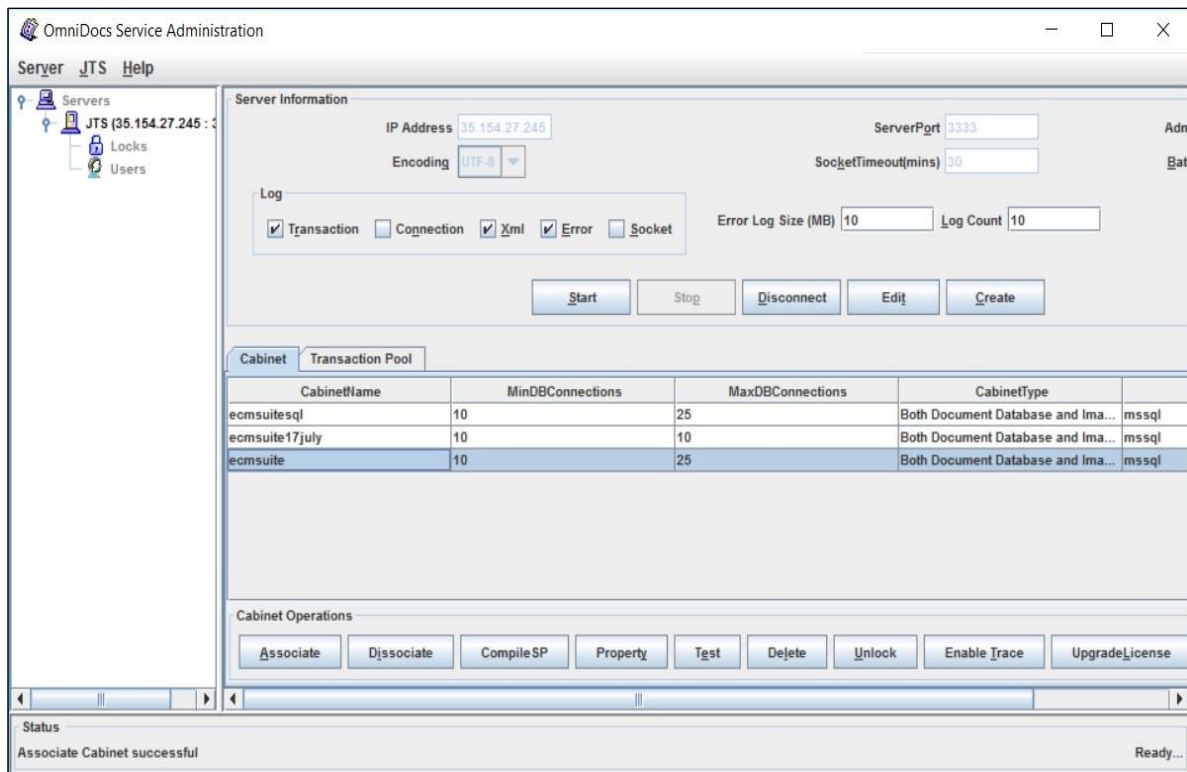 OmniDocs Service Administration
Server JTS Help
Servers
JTS (35.154.27.245 : 3
Locks
Users
Server Information
IP Address 35.154.27.245 ServerPort 3333 Adn
Encoding UTF-8 SocketTimeout(mins) 30 Bat
Log
Transaction Connection Xml Error Socket Error Log Size (MB) 10 Log Count 10
Start Stop Disconnect Edit Create
Cabinet Transaction Pool
CabinetName MinDBConnections MaxDBConnections CabinetType
ecmsuitesql 10 25 Both Document Database and Ima... mssql
ecmsuite17july 10 10 Both Document Database and Ima... mssql
ecmsuite 10 25 Both Document Database and Ima... mssql
Cabinet Operations
Associate Dissociate CompileSP Property Test Delete Unlock Enable Trace UpgradeLicense
Status
Associate Cabinet successful Ready...